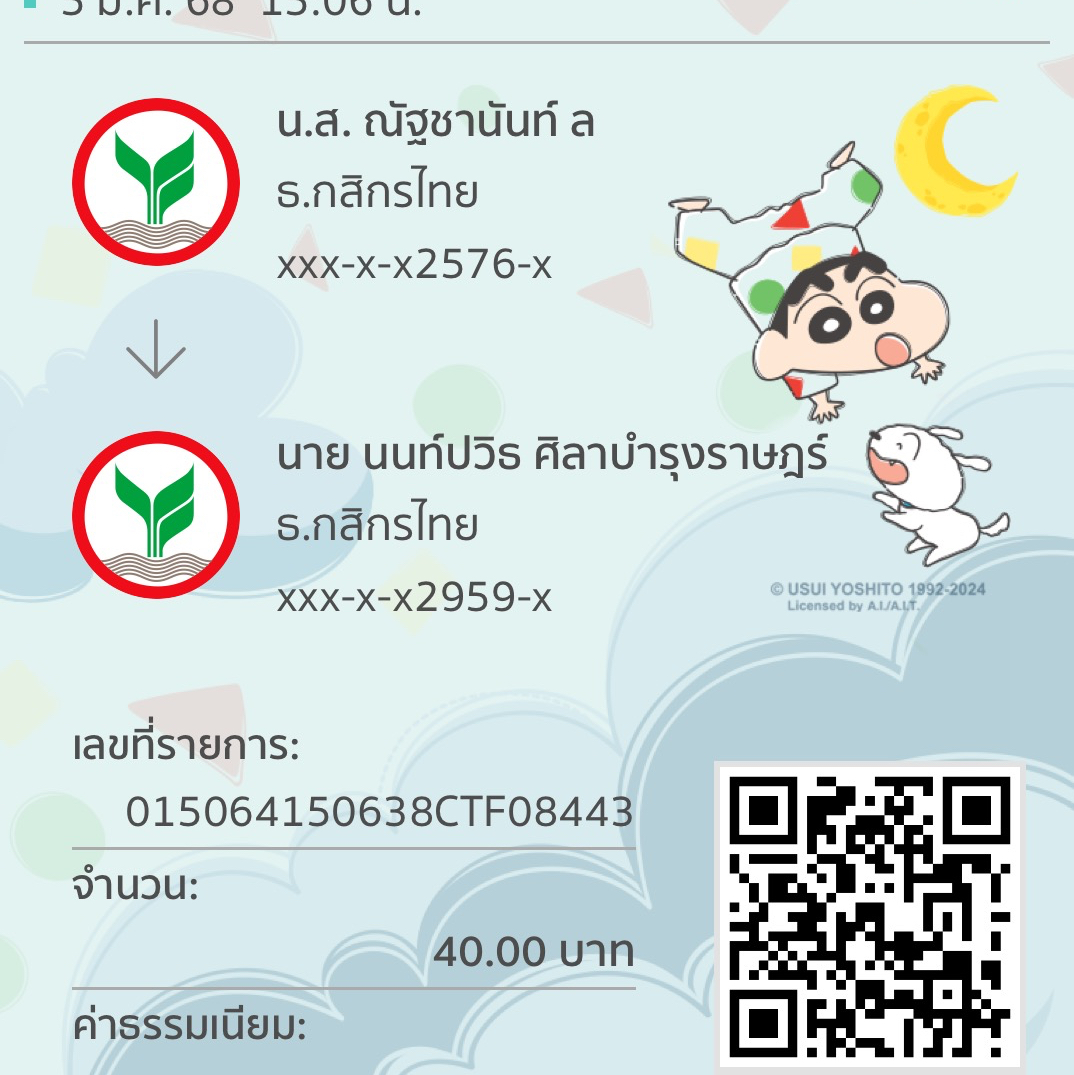 5 ม.ค. 68 15:06 น.
น.ส. ณัฐชานันท์ ล
ธ.กสิกรไทย
xxx-x-x2576-x
นาย นนท์ปวิธ ศิลาบำรุงราษฎร์
ธ.กสิกรไทย
xxx-x-x2959-x
© USUI YOSHITO 1992-2024
Licensed by A.I./A.I.T.
เลขที่รายการ:
015064150638CTF08443
จำนวน:
40.00 บาท
ค่าธรรมเนียม: